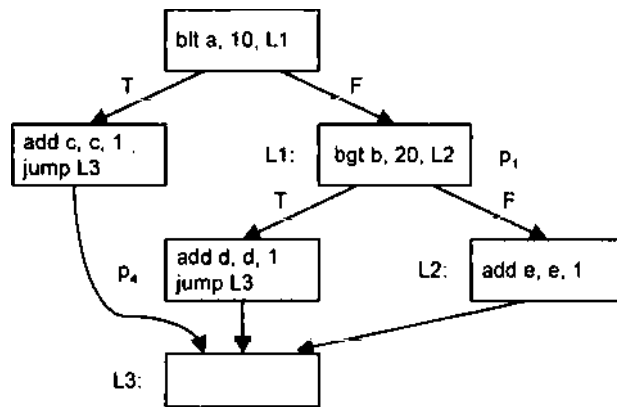 blt a, 10, L1
T
F
add c, c, 1
jump L3
L1:
bgt b, 20, L2
p1
T
F
p4
add d, d, 1
jump L3
L2:
add e, e, 1
L3: